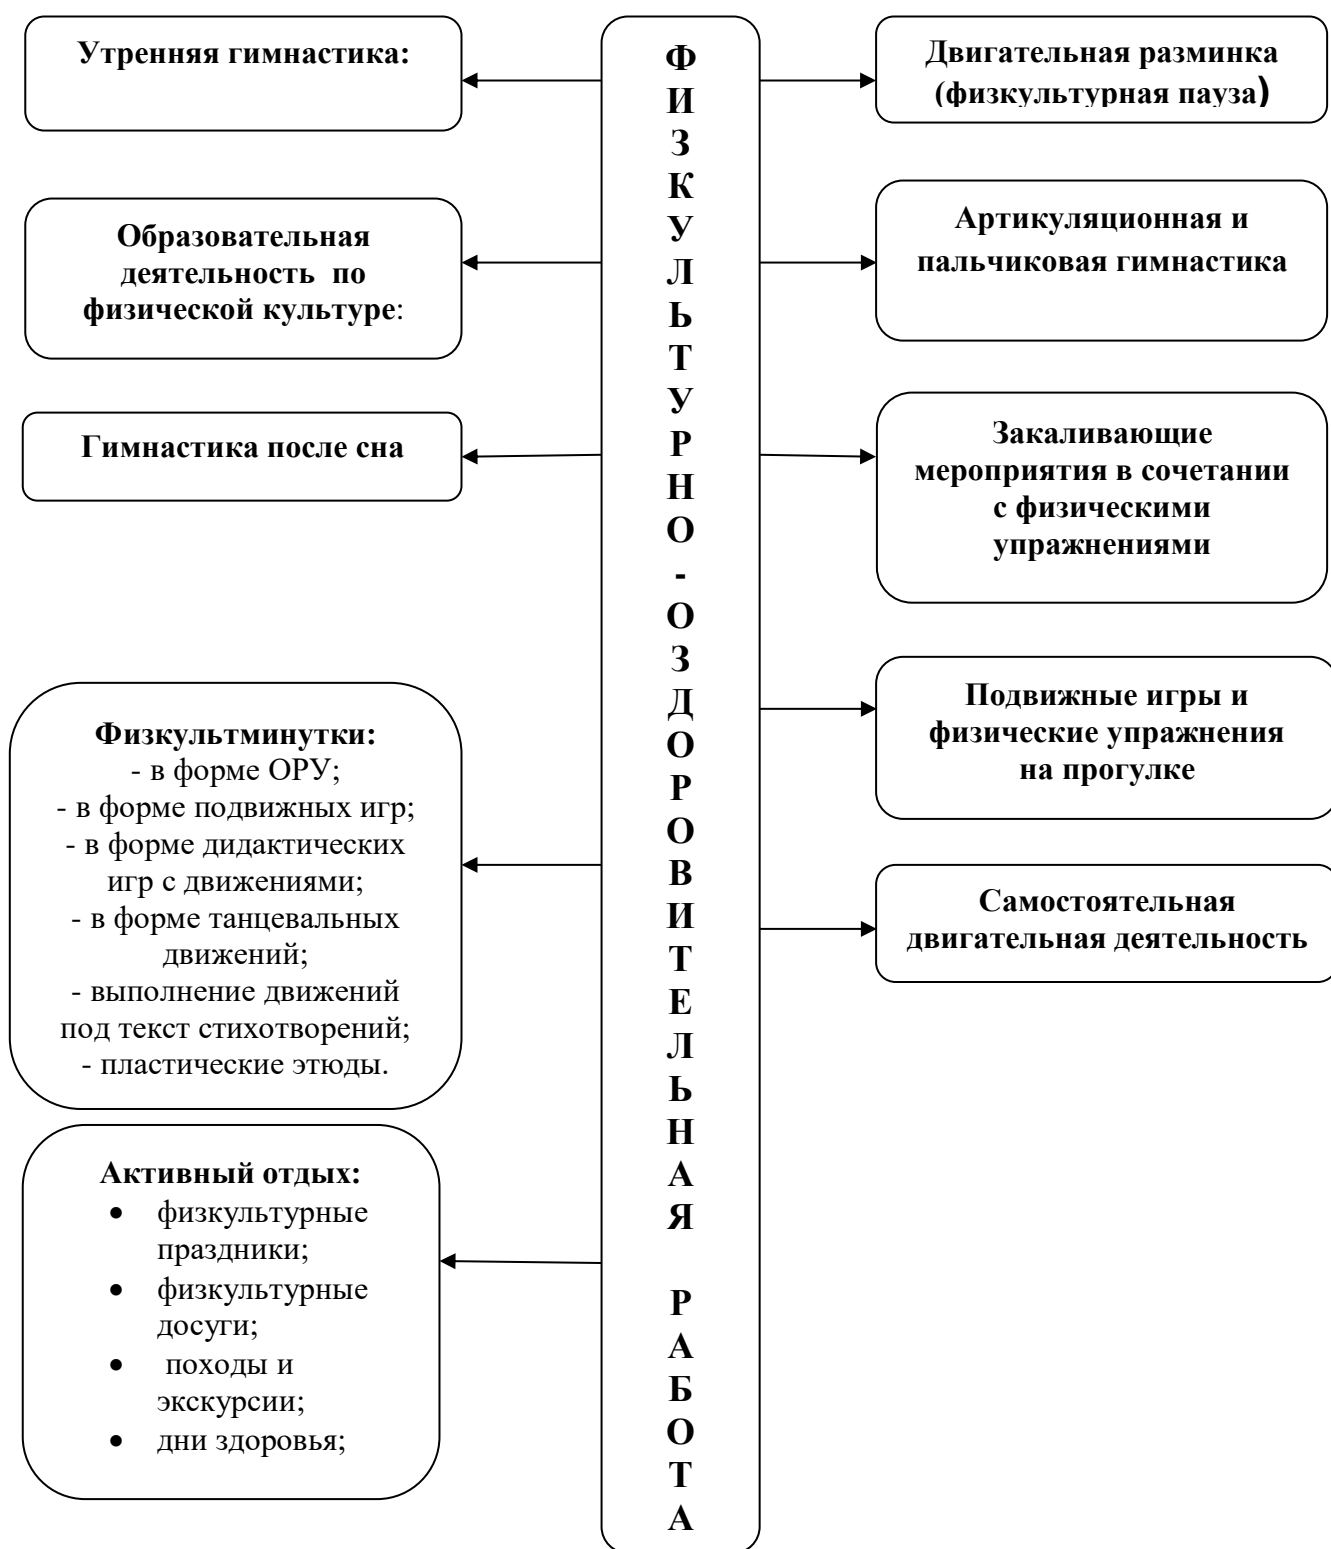 Утренняя гимнастика:
Образовательная
деятельность по
физической культуре:
Гимнастика после сна
Физкультминутки:
- в форме ОРУ;
- в форме подвижных игр;
- в форме дидактических
игр с движениями;
- в форме танцевальных
движений;
- выполнение движений
под текст стихотворений;
- пластические этюды.
Активный отдых:
• физкультурные
праздники;
• физкультурные
досуги;
• походы и
экскурсии;
• дни здоровья;
Ф
И
З
К
У
Л
Ь
Т
У
Р
Н
О
-
О
З
Д
О
Р
О
В
И
Т
Е
Л
Ь
Н
А
Я
Р
А
Б
О
Т
А
Двигательная разминка
(физкультурная пауза)
Артикуляционная и
пальчиковая гимнастика
Закаливающие
мероприятия в сочетании
с физическими
упражнениями
Подвижные игры и
физические упражнения
на прогулке
Самостоятельная
двигательная деятельность